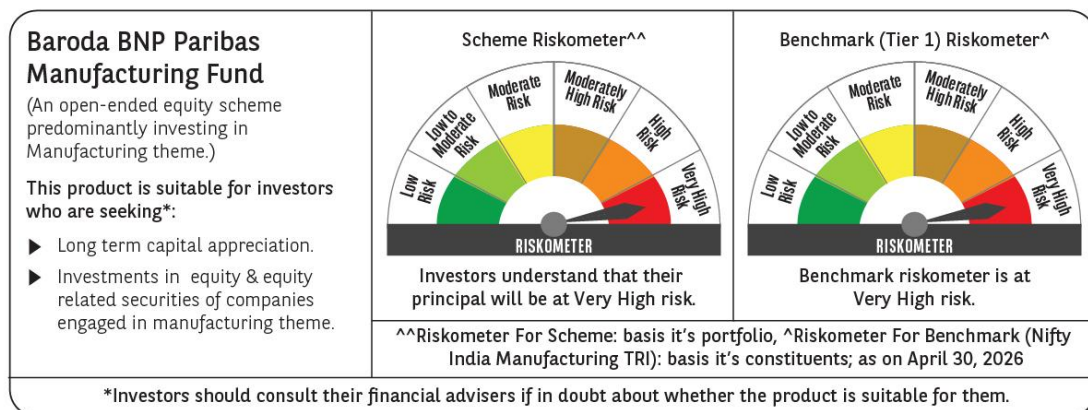 Baroda BNP Paribas
Manufacturing Fund
(An open-ended equity scheme
predominantly investing in
Manufacturing theme.)
This product is suitable for investors
who are seeking*:
▶ Long term capital appreciation.
▶ Investments in equity & equity
related securities of companies
engaged in manufacturing theme.
Scheme Riskometer^^
Low
Risk
Low to
Moderate
Risk
Moderate
Risk
Moderately
High Risk
High
Risk
Very High
Risk
RISKOMETER
Investors understand that their
principal will be at Very High risk.
Benchmark (Tier 1) Riskometer^
Low
Risk
Low to
Moderate
Risk
Moderate
Risk
Moderately
High Risk
High
Risk
Very High
Risk
RISKOMETER
Benchmark riskometer is at
Very High risk.
^^Riskometer For Scheme: basis it's portfolio, ^Riskometer For Benchmark (Nifty
India Manufacturing TRI): basis it's constituents; as on April 30, 2026
*Investors should consult their financial advisers if in doubt about whether the product is suitable for them.